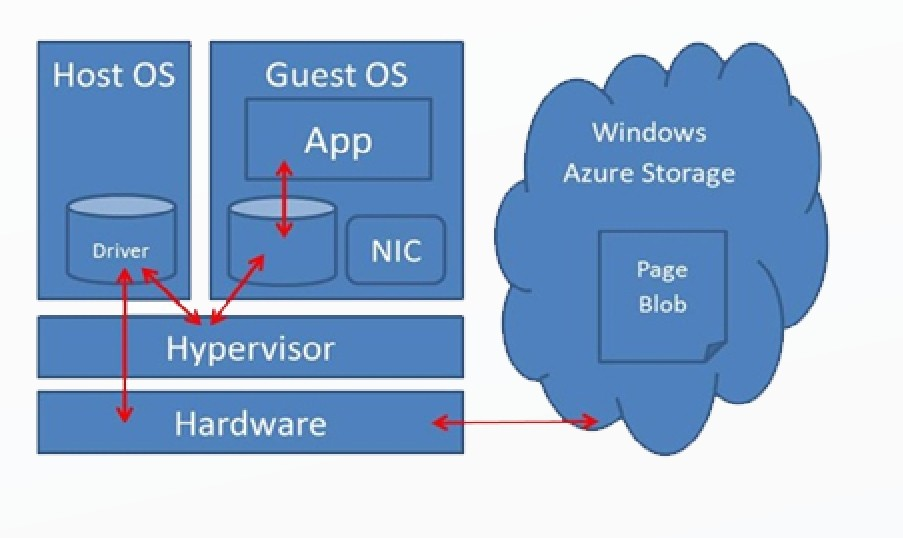 Host OS
Driver
Guest OS
App
NIC
Hypervisor
Hardware
Windows
Azure Storage
Page
Blob